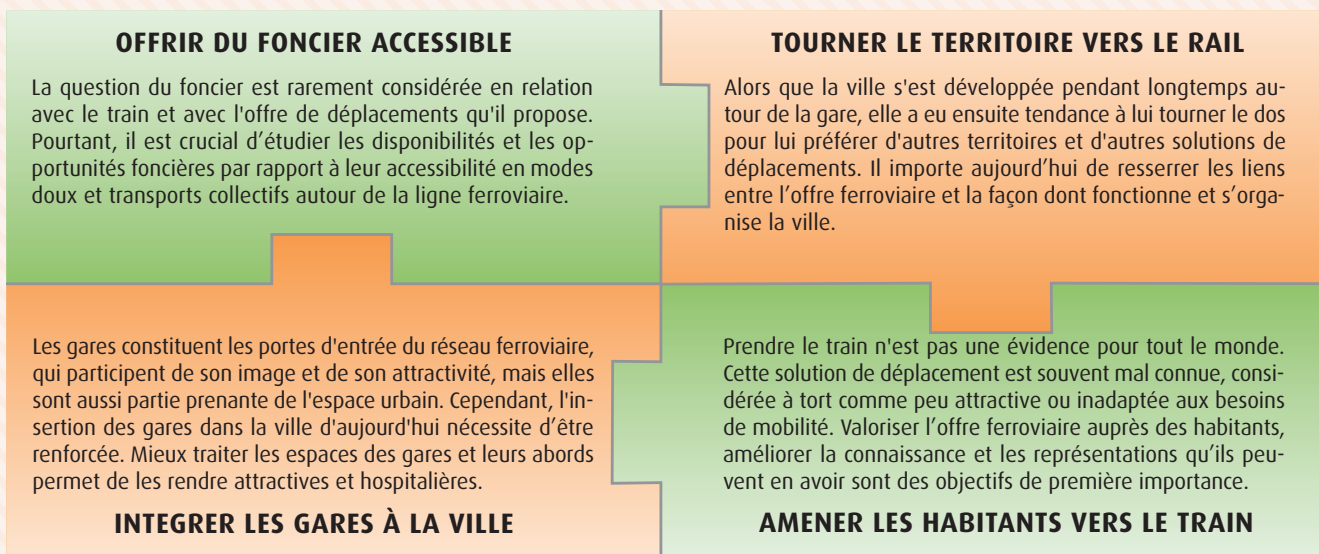 OFFRIR DU FONCIER ACCESSIBLE
La question du foncier est rarement considérée en relation
avec le train et avec l'offre de déplacements qu'il propose.
Pourtant, il est crucial d’étudier les disponibilités et les op-
portunités foncières par rapport à leur accessibilité en modes
doux et transports collectifs autour de la ligne ferroviaire.
TOURNER LE TERRITOIRE VERS LE RAIL
Alors que la ville s'est développée pendant longtemps au-
tour de la gare, elle a eu ensuite tendance à lui tourner le dos
pour lui préférer d'autres territoires et d'autres solutions de
déplacements. Il importe aujourd’hui de resserrer les liens
entre l’offre ferroviaire et la façon dont fonctionne et s’orga-
nise la ville.
Les gares constituent les portes d'entrée du réseau ferroviaire,
qui participent de son image et de son attractivité, mais elles
sont aussi partie prenante de l'espace urbain. Cependant, l'in-
sertion des gares dans la ville d'aujourd'hui nécessite d’être
renforcée. Mieux traiter les espaces des gares et leurs abords
permet de les rendre attractives et hospitalières.
INTEGRER LES GARES À LA VILLE
Prendre le train n'est pas une évidence pour tout le monde.
Cette solution de déplacement est souvent mal connue, consi-
dérée à tort comme peu attractive ou inadaptée aux besoins
de mobilité. Valoriser l’offre ferroviaire auprès des habitants,
améliorer la connaissance et les représentations qu’ils peu-
vent en avoir sont des objectifs de première importance.
AMENER LES HABITANTS VERS LE TRAIN